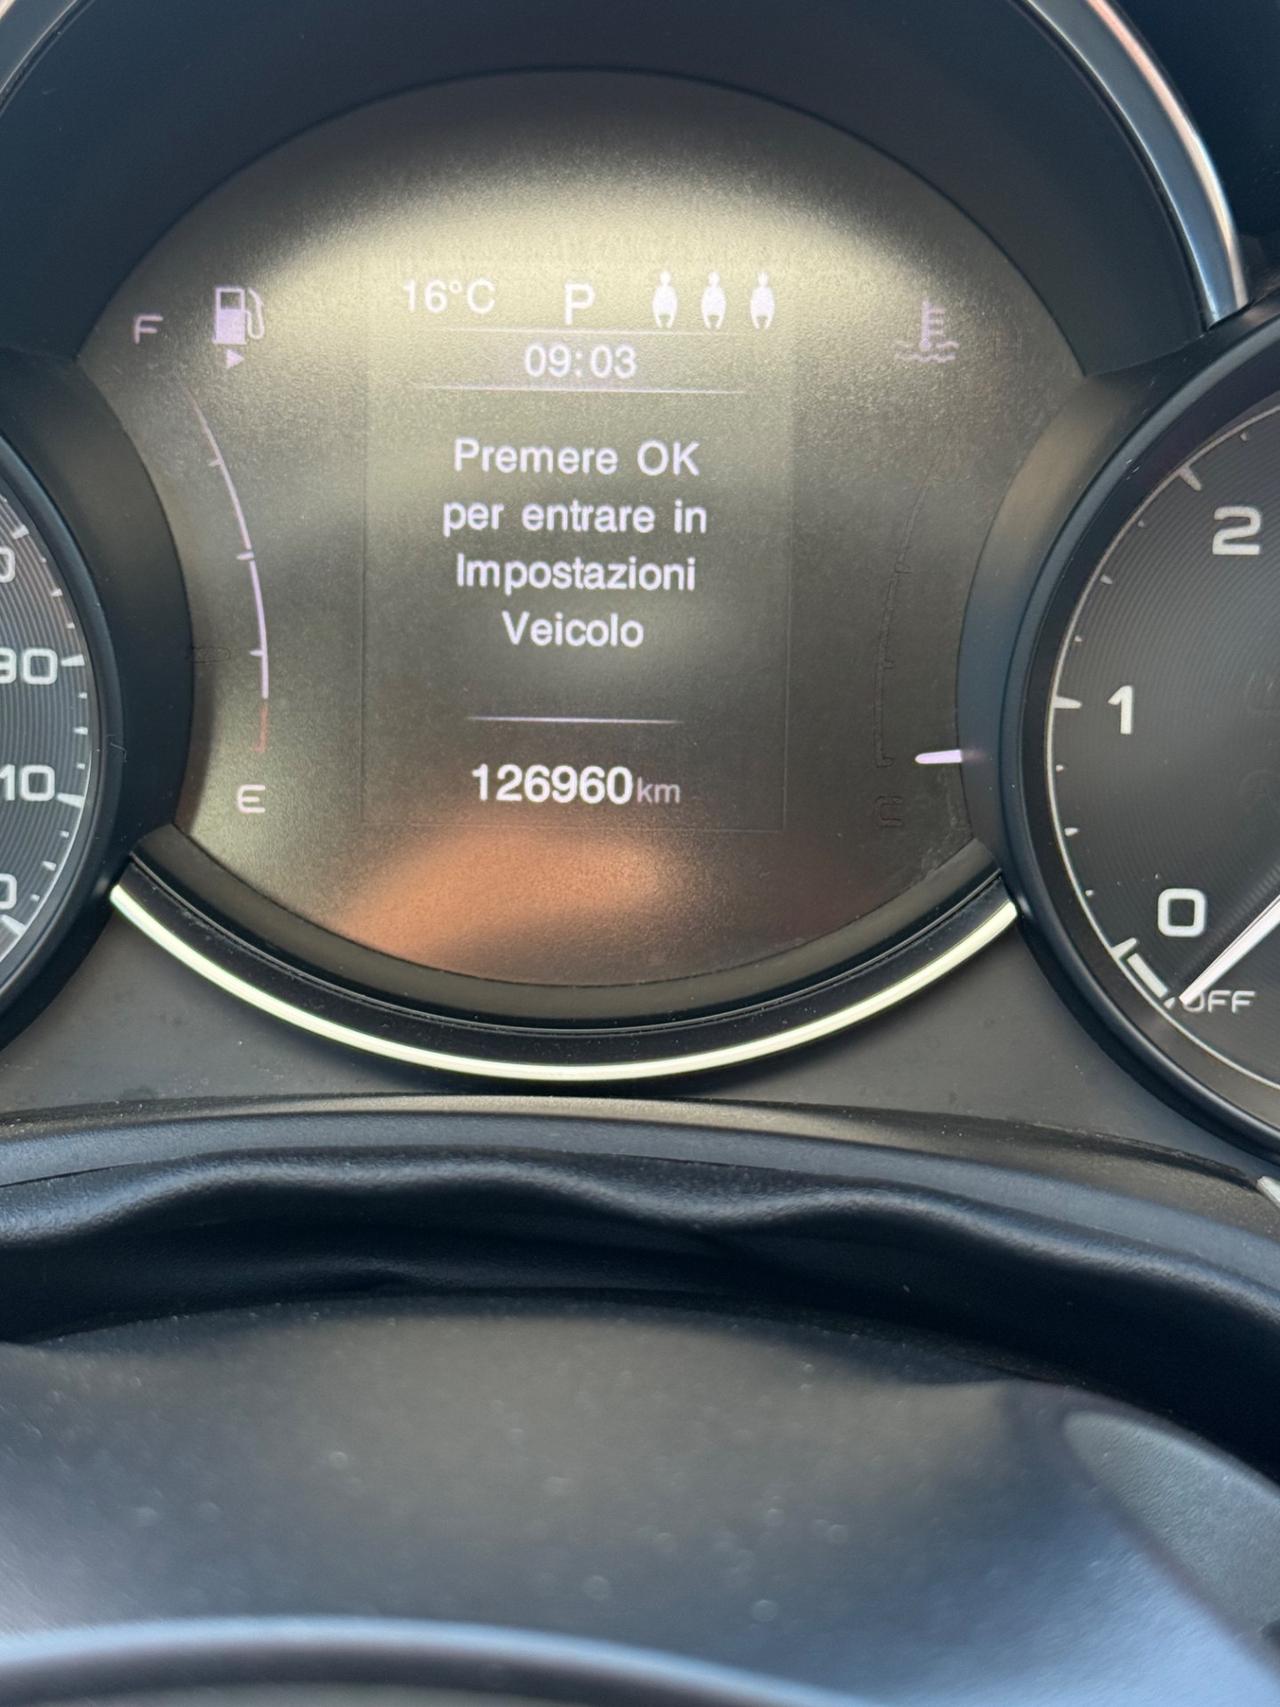 16°C P
F
09:03
Premere OK
per entrare in
Impostazioni
Veicolo
126960km
E
2
1
0
OFF